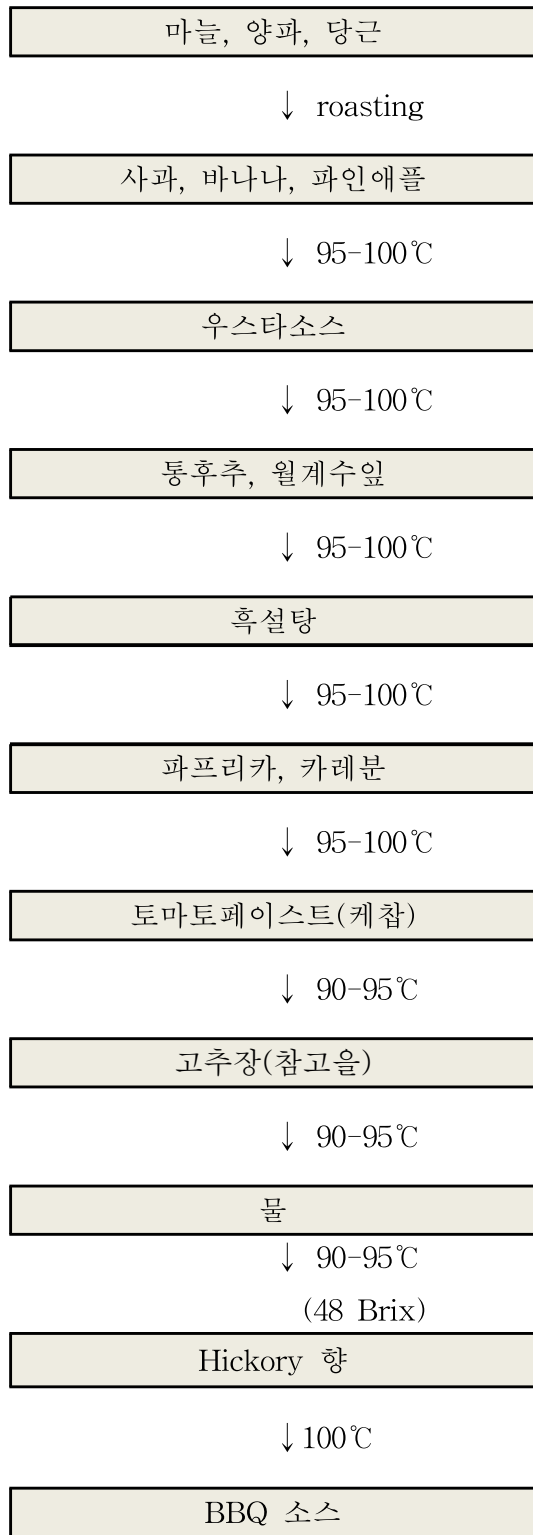 마늘, 양파, 당근
↓ roasting
사과, 바나나, 파인애플
↓ 95-100℃
우스타소스
↓ 95-100℃
통후추, 월계수잎
↓ 95-100℃
흑설탕
↓ 95-100℃
파프리카, 카레분
↓ 95-100℃
토마토페이스트(케찹)
↓ 90-95℃
고추장(참고을)
↓ 90-95℃
물
↓ 90-95℃
(48 Brix)
Hickory 향
↓100℃
BBQ 소스